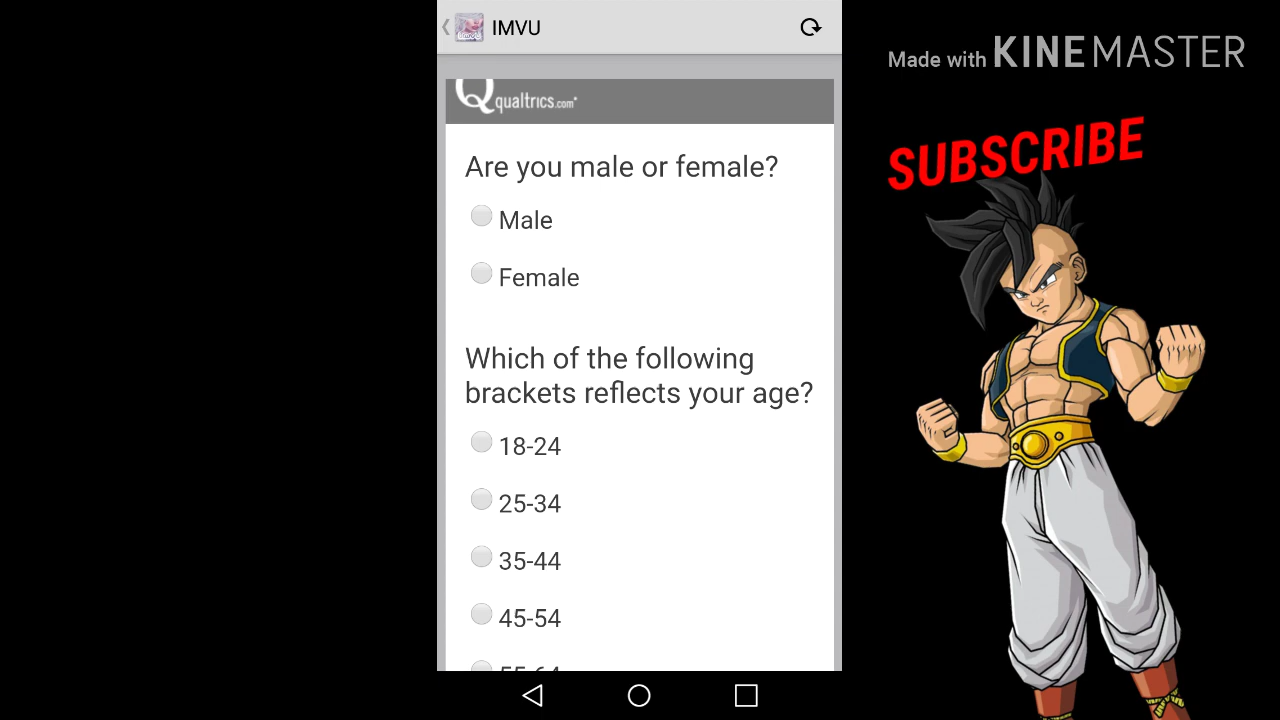 IMVU
Made with KINEMASTER
qualtrics.com
SUBSCRIBE
Are you male or female?
Male
Female
Which of the following
brackets reflects your age?
18-24
25-34
35-44
45-54